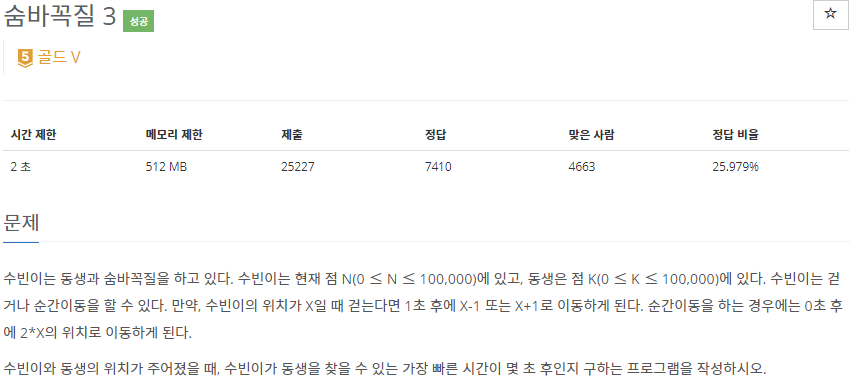 숨바꼭질 3 성공
☆
5 골드 V
시간 제한 메모리 제한 제출 정답 맞은 사람 정답 비율
2 초 512 MB 25227 7410 4663 25.979%
문제
수빈이는 동생과 숨바꼭질을 하고 있다. 수빈이는 현재 점 N(0 ≤ N ≤ 100,000)에 있고, 동생은 점 K(0 ≤ K ≤ 100,000)에 있다. 수빈이는 걷
거나 순간이동을 할 수 있다. 만약, 수빈이의 위치가 X일 때 걷는다면 1초 후에 X-1 또는 X+1로 이동하게 된다. 순간이동을 하는 경우에는 0초 후
에 2*X의 위치로 이동하게 된다.
수빈이와 동생의 위치가 주어졌을 때, 수빈이가 동생을 찾을 수 있는 가장 빠른 시간이 몇 초 후인지 구하는 프로그램을 작성하시오.